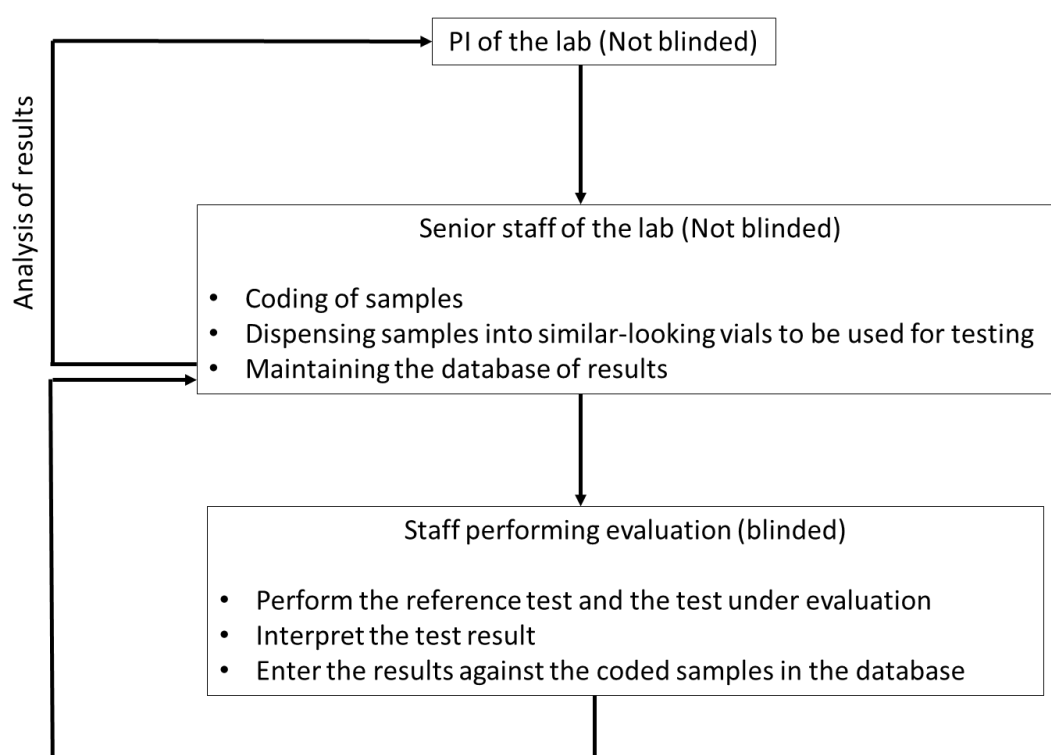 PI of the lab (Not blinded)
Analysis of results
Senior staff of the lab (Not blinded)
• Coding of samples
• Dispensing samples into similar-looking vials to be used for testing
• Maintaining the database of results
Staff performing evaluation (blinded)
• Perform the reference test and the test under evaluation
• Interpret the test result
• Enter the results against the coded samples in the database